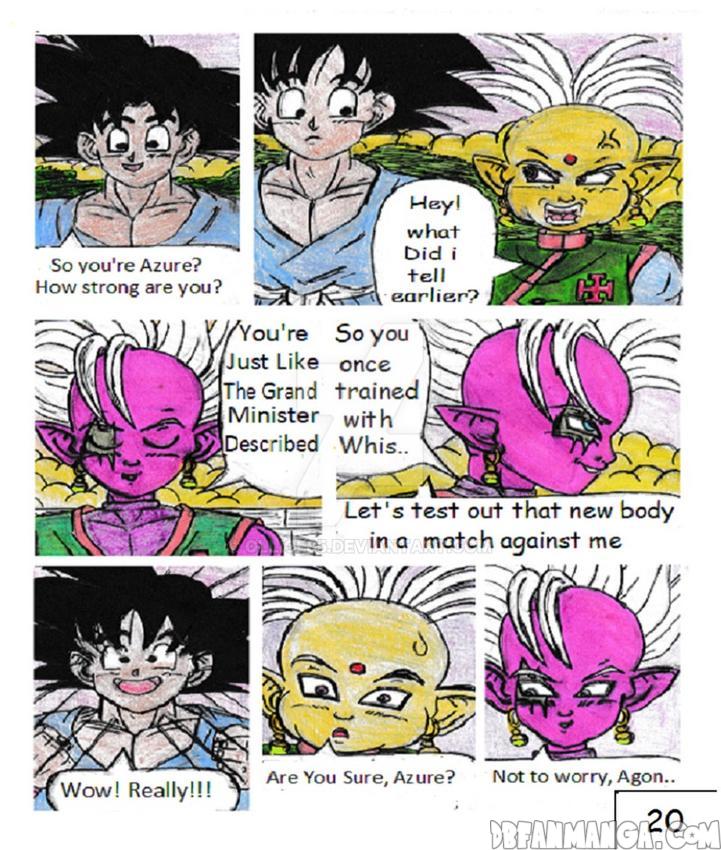 So you're Azure?
How strong are you?
Hey!
what
Did i
tell
earlier?
You're
Just Like
The Grand
Minister
Described
So you
once
trained
with
Whis..
Let's test out that new body
in a match against me
Wow! Really!!!
Are You Sure, Azure?
Not to worry, Agon..
20
DBFANMANGA.COM